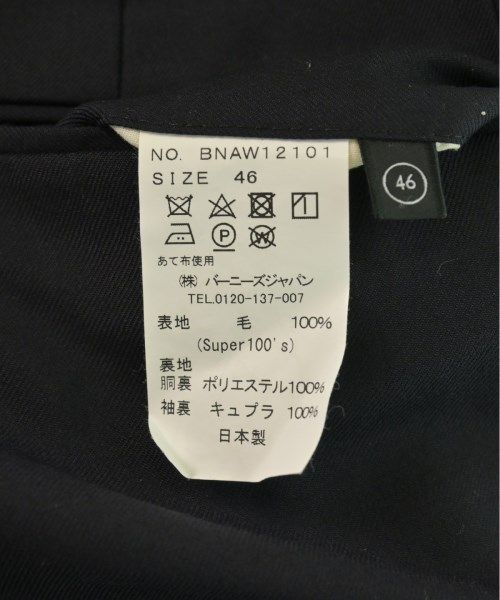 NO. BNAW12101
SIZE 46
あて布使用
(株) バーニーズジャパン
TEL.0120-137-007
表地 毛 100%
(Super100's)
裏地
胴裏 ポリエステル100%
袖裏 キュプラ 100%
日本製
46